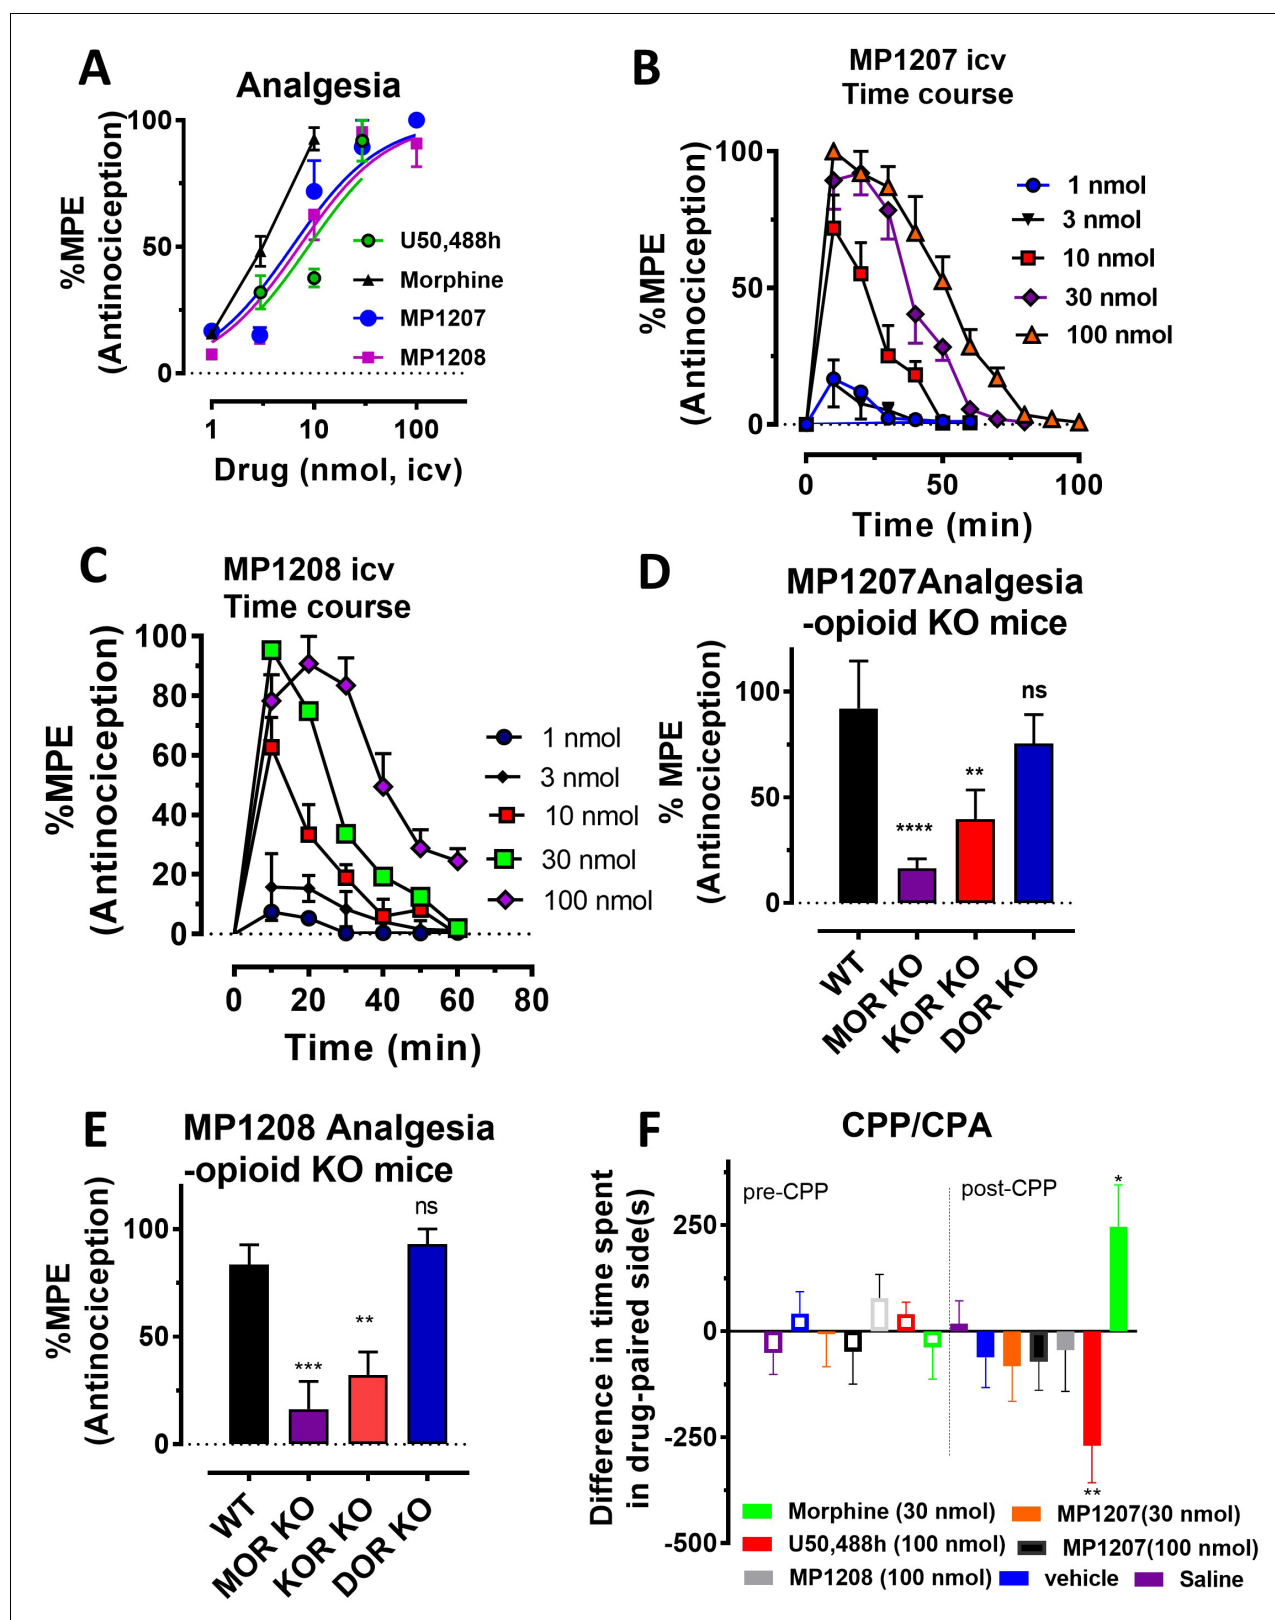 A
Analgesia
%MPE
(Antinociception)
100
50
0
U50,488h
Morphine
MP1207
MP1208
1
10
100
Drug (nmol, icv)
B
MP1207 icv
Time course
%MPE
(Antinociception)
100
50
0
1 nmol
3 nmol
10 nmol
30 nmol
100 nmol
0
50
100
Time (min)
C
MP1208 icv
Time course
%MPE
(Antinociception)
100
80
60
40
20
0
1 nmol
3 nmol
10 nmol
30 nmol
100 nmol
0
20
40
60
80
Time (min)
D
MP1207Analgesia
-opioid KO mice
% MPE
(Antinociception)
100
50
0
****
**
ns
WT
MOR KO
KOR KO
DOR KO
E
MP1208 Analgesia
-opioid KO mice
%MPE
(Antinociception)
100
50
0
***
**
ns
WT
MOR KO
KOR KO
DOR KO
F
CPP/CPA
Difference in time spent
in drug-paired side(s)
250
0
-250
-500
pre-CPP
post-CPP
*
**
Morphine (30 nmol)
MP1207(30 nmol)
U50,488h (100 nmol)
MP1207(100 nmol)
MP1208 (100 nmol)
vehicle
Saline